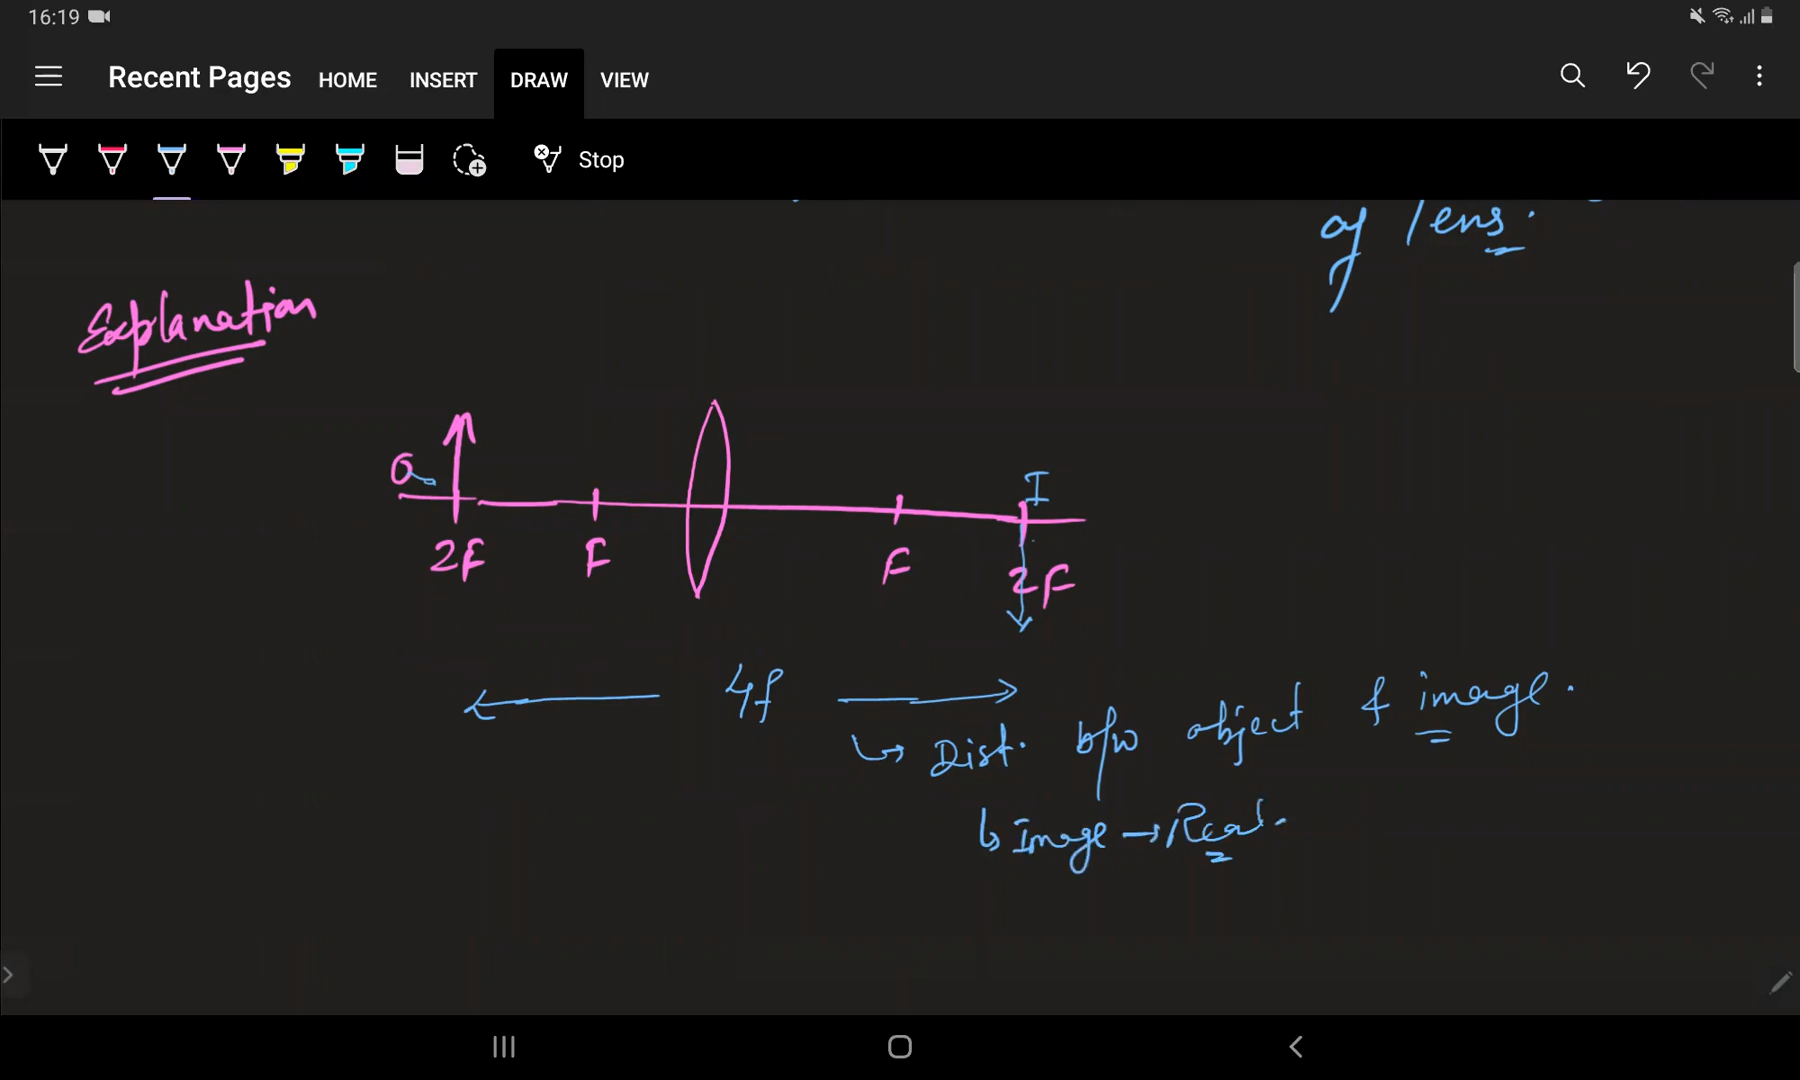 16:19
Recent Pages HOME INSERT DRAW VIEW
Stop
of lens.
Explanation
O
I
2F F F 2F
4f
Dist. b/w object & image.
Image → Real.